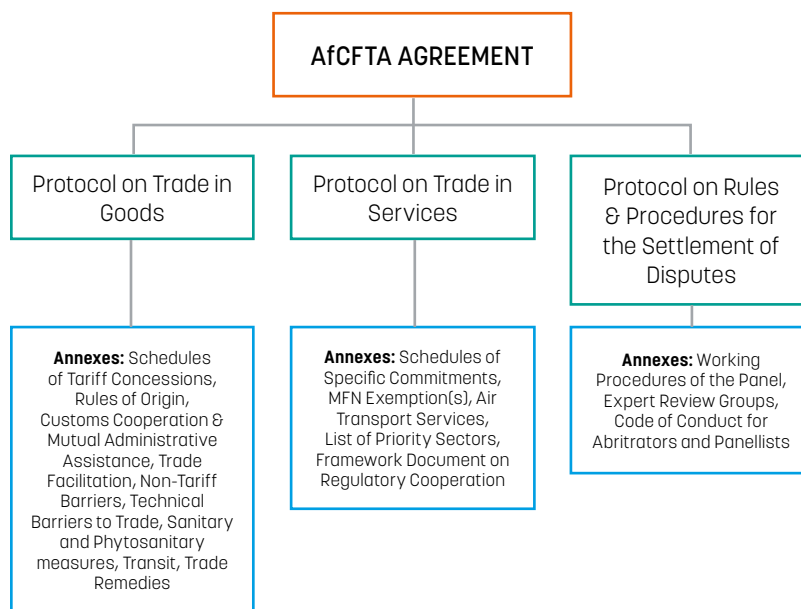 AfCFTA AGREEMENT
Protocol on Trade in
Goods
Protocol on Trade in
Services
Protocol on Rules
& Procedures for
the Settlement of
Disputes
Annexes: Schedules
of Tariff Concessions,
Rules of Origin,
Customs Cooperation &
Mutual Administrative
Assistance, Trade
Facilitation, Non-Tariff
Barriers, Technical
Barriers to Trade, Sanitary
and Phytosanitary
measures, Transit, Trade
Remedies
Annexes: Schedules of
Specific Commitments,
MFN Exemption(s), Air
Transport Services,
List of Priority Sectors,
Framework Document on
Regulatory Cooperation
Annexes: Working
Procedures of the Panel,
Expert Review Groups,
Code of Conduct for
Abritrators and Panellists